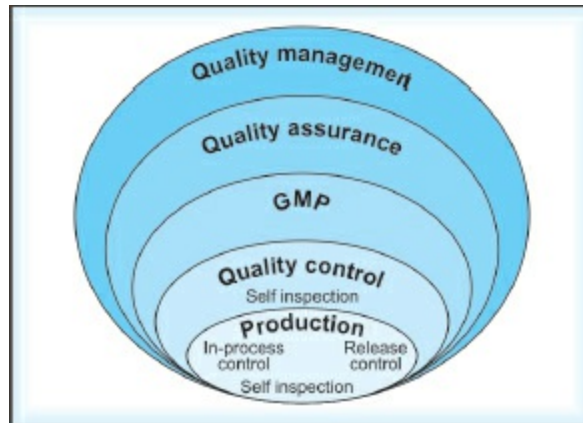 Quality management
Quality assurance
GMP
Quality control
Self inspection
Production
In-process Release
control control
Self inspection